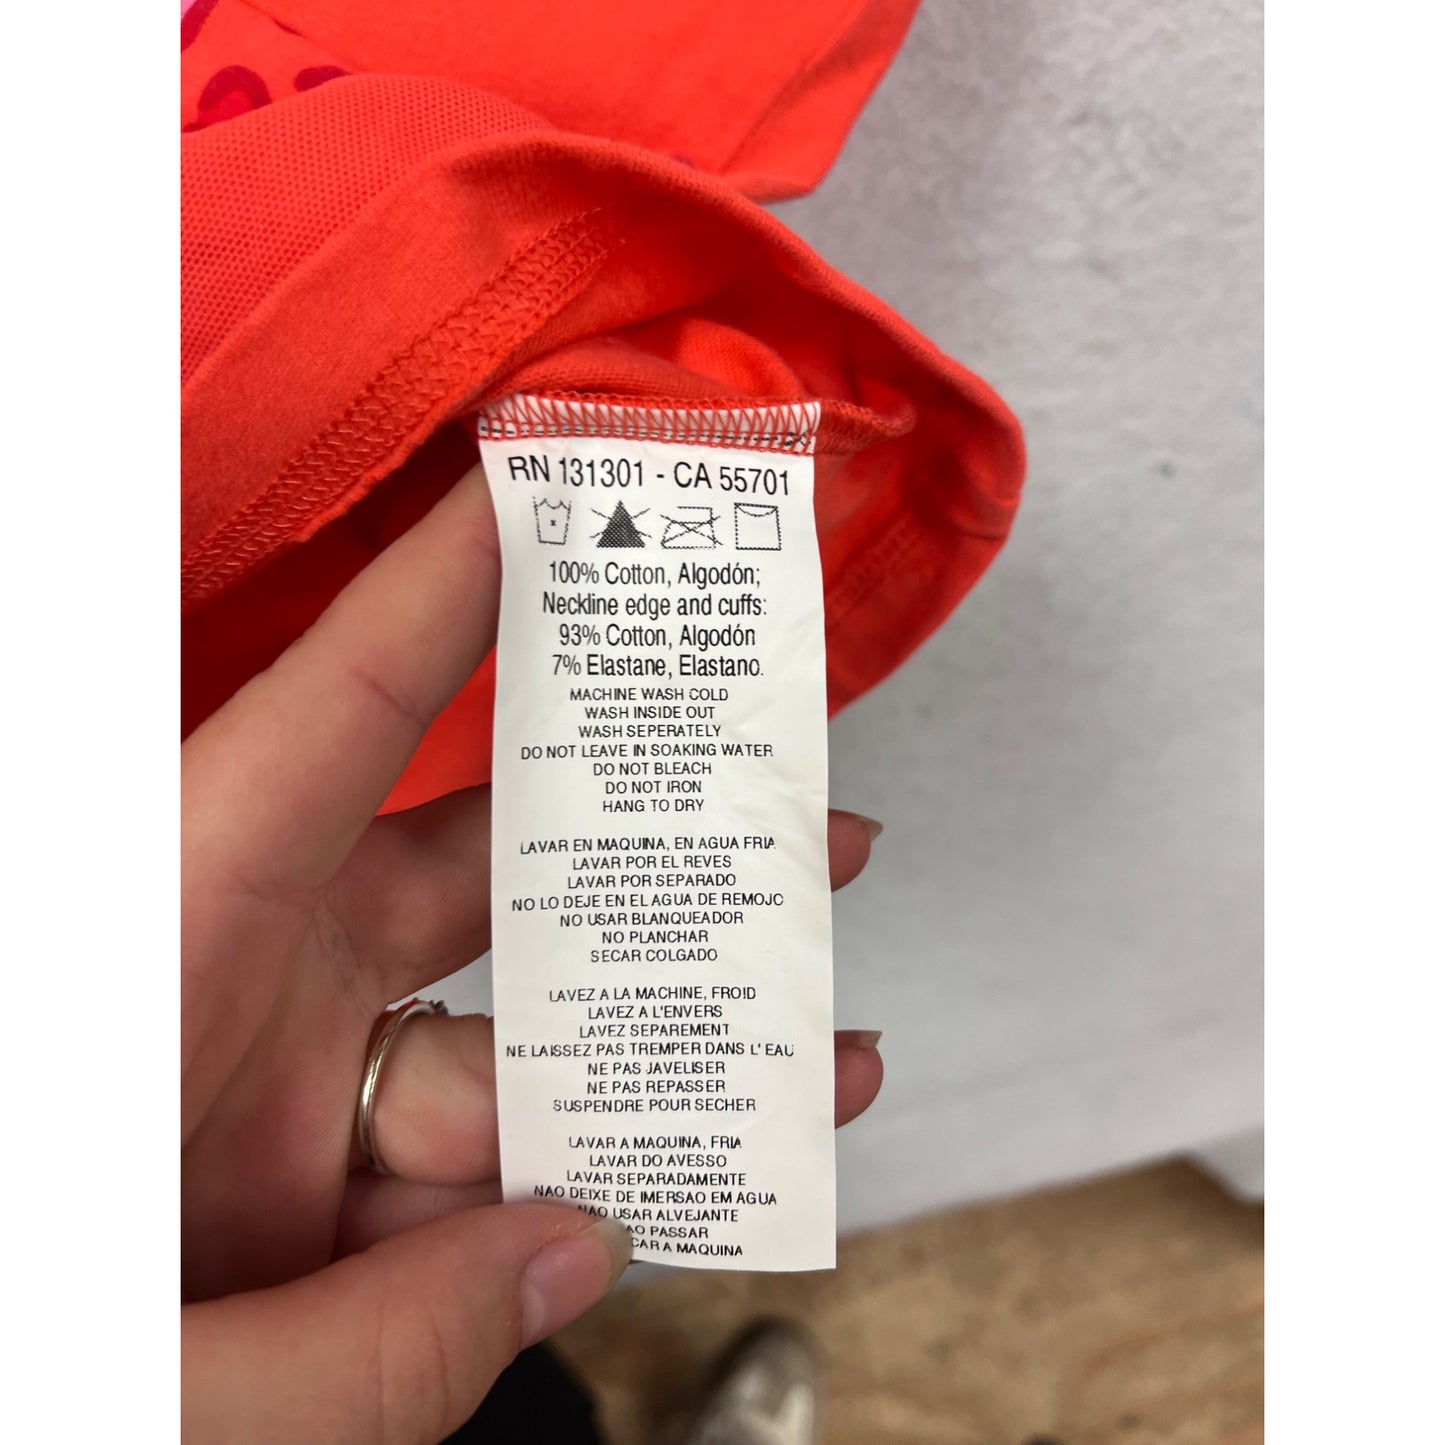 RN 131301 - CA 55701
100% Cotton, Algodón;
Neckline edge and cuffs:
93% Cotton, Algodón
7% Elastane, Elastano.
MACHINE WASH COLD
WASH INSIDE OUT
WASH SEPERATELY
DO NOT LEAVE IN SOAKING WATER
DO NOT BLEACH
DO NOT IRON
HANG TO DRY
LAVAR EN MAQUINA, EN AGUA FRIA
LAVAR POR EL REVES
LAVAR POR SEPARADO
NO LO DEJE EN EL AGUA DE REMOJO
NO USAR BLANQUEADOR
NO PLANCHAR
SECAR COLGADO
LAVEZ A LA MACHINE, FROID
LAVEZ A L'ENVERS
LAVEZ SEPAREMENT
NE LAISSEZ PAS TREMPER DANS L' EAU
NE PAS JAVELISER
NE PAS REPASSER
SUSPENDRE POUR SECHER
LAVAR A MAQUINA, FRIA
LAVAR DO AVESSO
LAVAR SEPARADAMENTE
NAO DEIXE DE IMERSAO EM AGUA
NAO USAR ALVEJANTE
AO PASSAR
CAR A MAQUINA